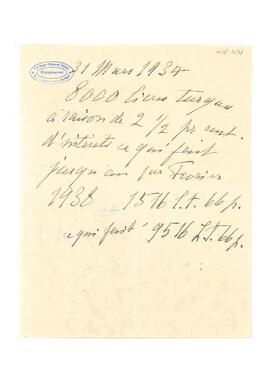 31 Mars 1934
8000 livres turques
à raison de 2 1/2 pr cent.
d'intérêts ce qui fait
jusqu'au 1er Fevrier
1938 1516 L.T. 66 p.
ce qui fait 9516 L.T. 66 p.